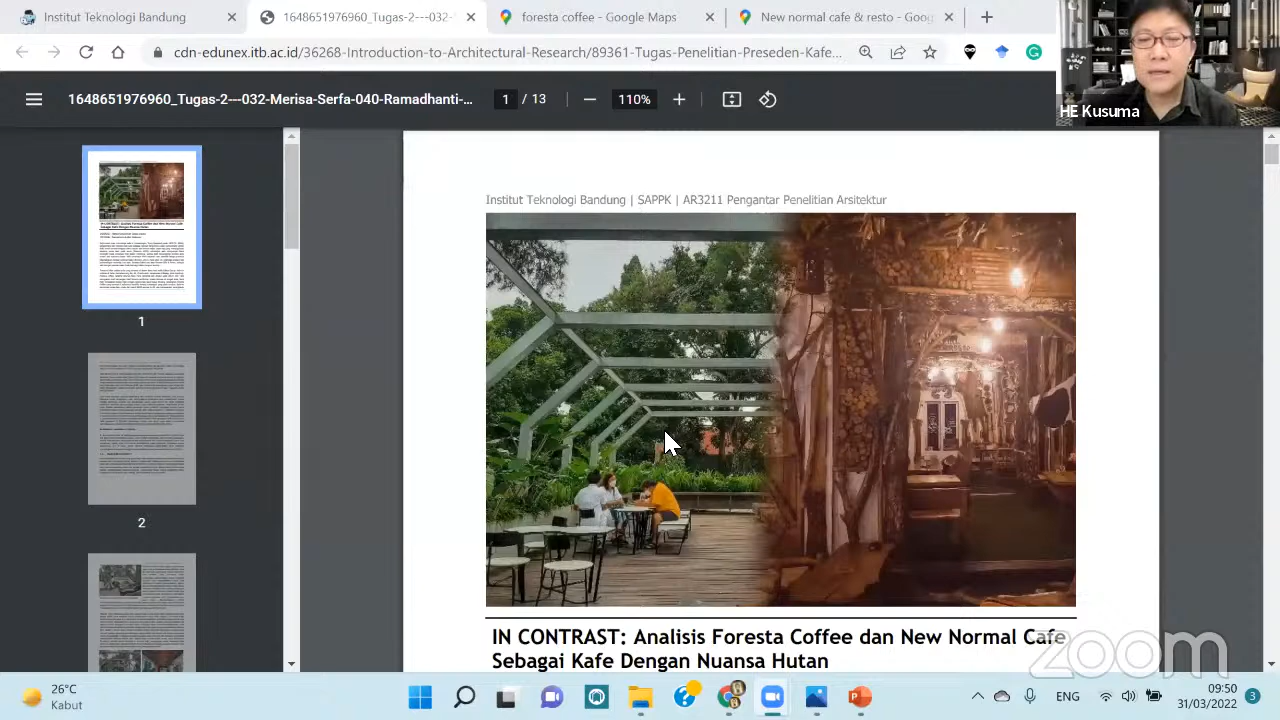 Institut Teknologi Bandung
1648651976960_Tugas-2---032-
Foresta coffee - Google Maps
New normal cafe & resto - Goog
cdn-edunex.itb.ac.id/36268-Introduction-to-Architectural-Research/89361-Tugas-Penelitian-Preseden-Kafe...
1648651976960_Tugas-2---032-Merisa-Serfa-040-Ramadhanti-...
1 / 13
110%
HE Kusuma
Institut Teknologi Bandung | SAPPK | AR3211 Pengantar Penelitian Arsitektur
1
2
IN CONTRAST: Analisis Foresta Coffee dan New Normal Cafe
Sebagai Kafe Dengan Nuansa Hutan
zoom
26°C
Kabut
ENG
09:50
31/03/2022
3